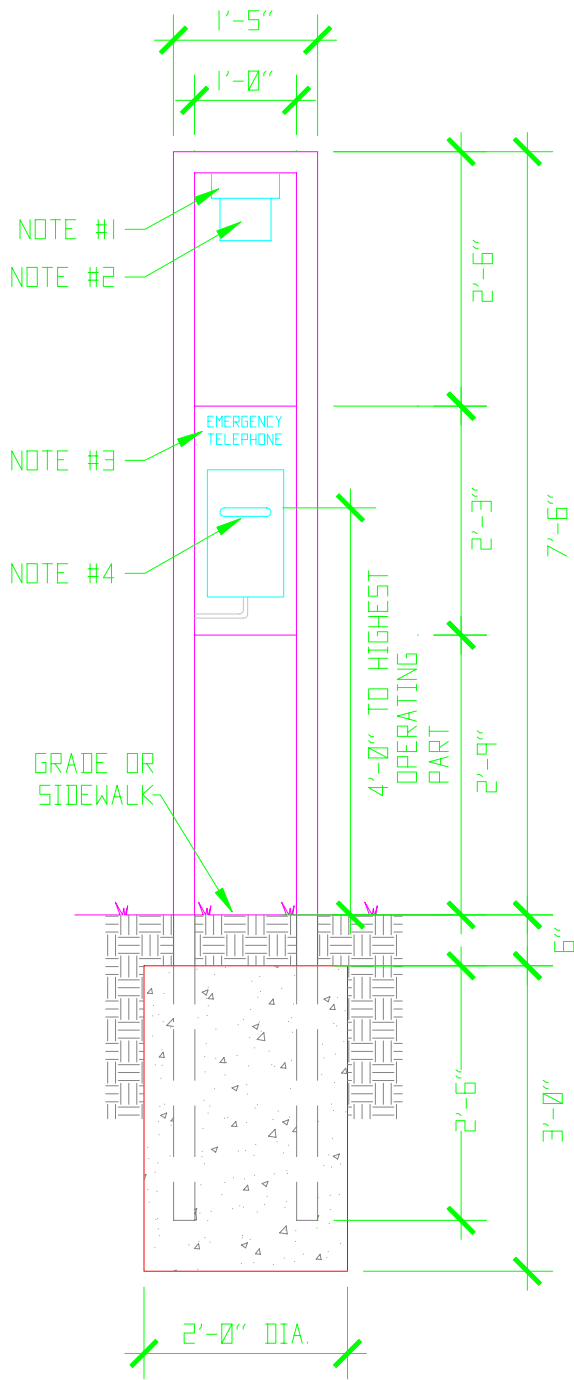 1'-5"
1'-0"
NOTE #1
NOTE #2
2'-6"
EMERGENCY
TELEPHONE
NOTE #3
2'-3"
7'-6"
NOTE #4
4'-0" TO HIGHEST
OPERATING
PART
2'-9"
GRADE OR
SIDEWALK
6"
2'-6"
3'-0"
2'-0" DIA.